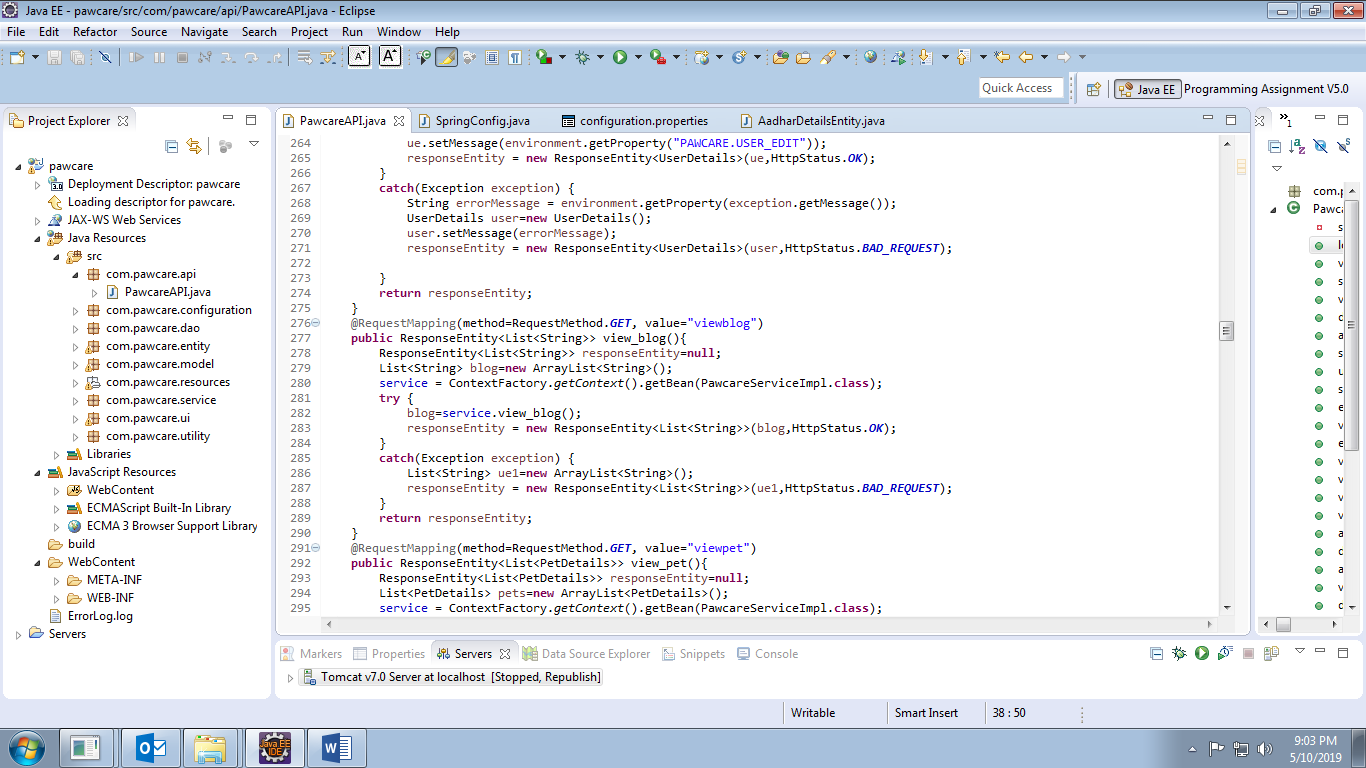 Java EE - pawcare/src/com/pawcare/api/PawcareAPI.java - Eclipse
File Edit Refactor Source Navigate Search Project Run Window Help
Quick Access
Java EE
Programming Assignment V5.0
Project Explorer
pawcare
Deployment Descriptor: pawcare
Loading descriptor for pawcare.
JAX-WS Web Services
Java Resources
src
com.pawcare.api
PawcareAPI.java
com.pawcare.configuration
com.pawcare.dao
com.pawcare.entity
com.pawcare.model
com.pawcare.resources
com.pawcare.service
com.pawcare.ui
com.pawcare.utility
Libraries
JavaScript Resources
WebContent
ECMAScript Built-In Library
ECMA 3 Browser Support Library
build
WebContent
META-INF
WEB-INF
ErrorLog.log
Servers
PawcareAPI.java SpringConfig.java configuration.properties AadharDetailsEntity.java
264 ue.setMessage(environment.getProperty("PAWCARE.USER_EDIT"));
265 responseEntity = new ResponseEntity<UserDetails>(ue,HttpStatus.OK);
266 }
267 catch(Exception exception) {
268 String errorMessage = environment.getProperty(exception.getMessage());
269 UserDetails user=new UserDetails();
270 user.setMessage(errorMessage);
271 responseEntity = new ResponseEntity<UserDetails>(user,HttpStatus.BAD_REQUEST);
272
273 }
274 return responseEntity;
275 }
276 @RequestMapping(method=RequestMethod.GET, value="viewblog")
277 public ResponseEntity<List<String>> view_blog(){
278 ResponseEntity<List<String>> responseEntity=null;
279 List<String> blog=new ArrayList<String>();
280 service = ContextFactory.getContext().getBean(PawcareServiceImpl.class);
281 try {
282 blog=service.view_blog();
283 responseEntity = new ResponseEntity<List<String>>(blog,HttpStatus.OK);
284 }
285 catch(Exception exception) {
286 List<String> ue1=new ArrayList<String>();
287 responseEntity = new ResponseEntity<List<String>>(ue1,HttpStatus.BAD_REQUEST);
288 }
289 return responseEntity;
290 }
291 @RequestMapping(method=RequestMethod.GET, value="viewpet")
292 public ResponseEntity<List<PetDetails>> view_pet(){
293 ResponseEntity<List<PetDetails>> responseEntity=null;
294 List<PetDetails> pets=new ArrayList<PetDetails>();
295 service = ContextFactory.getContext().getBean(PawcareServiceImpl.class);
com.p
Markers Properties Servers Data Source Explorer Snippets Console
Tomcat v7.0 Server at localhost [Stopped, Republish]
Writable Smart Insert 38 : 50
9:03 PM
5/10/2019